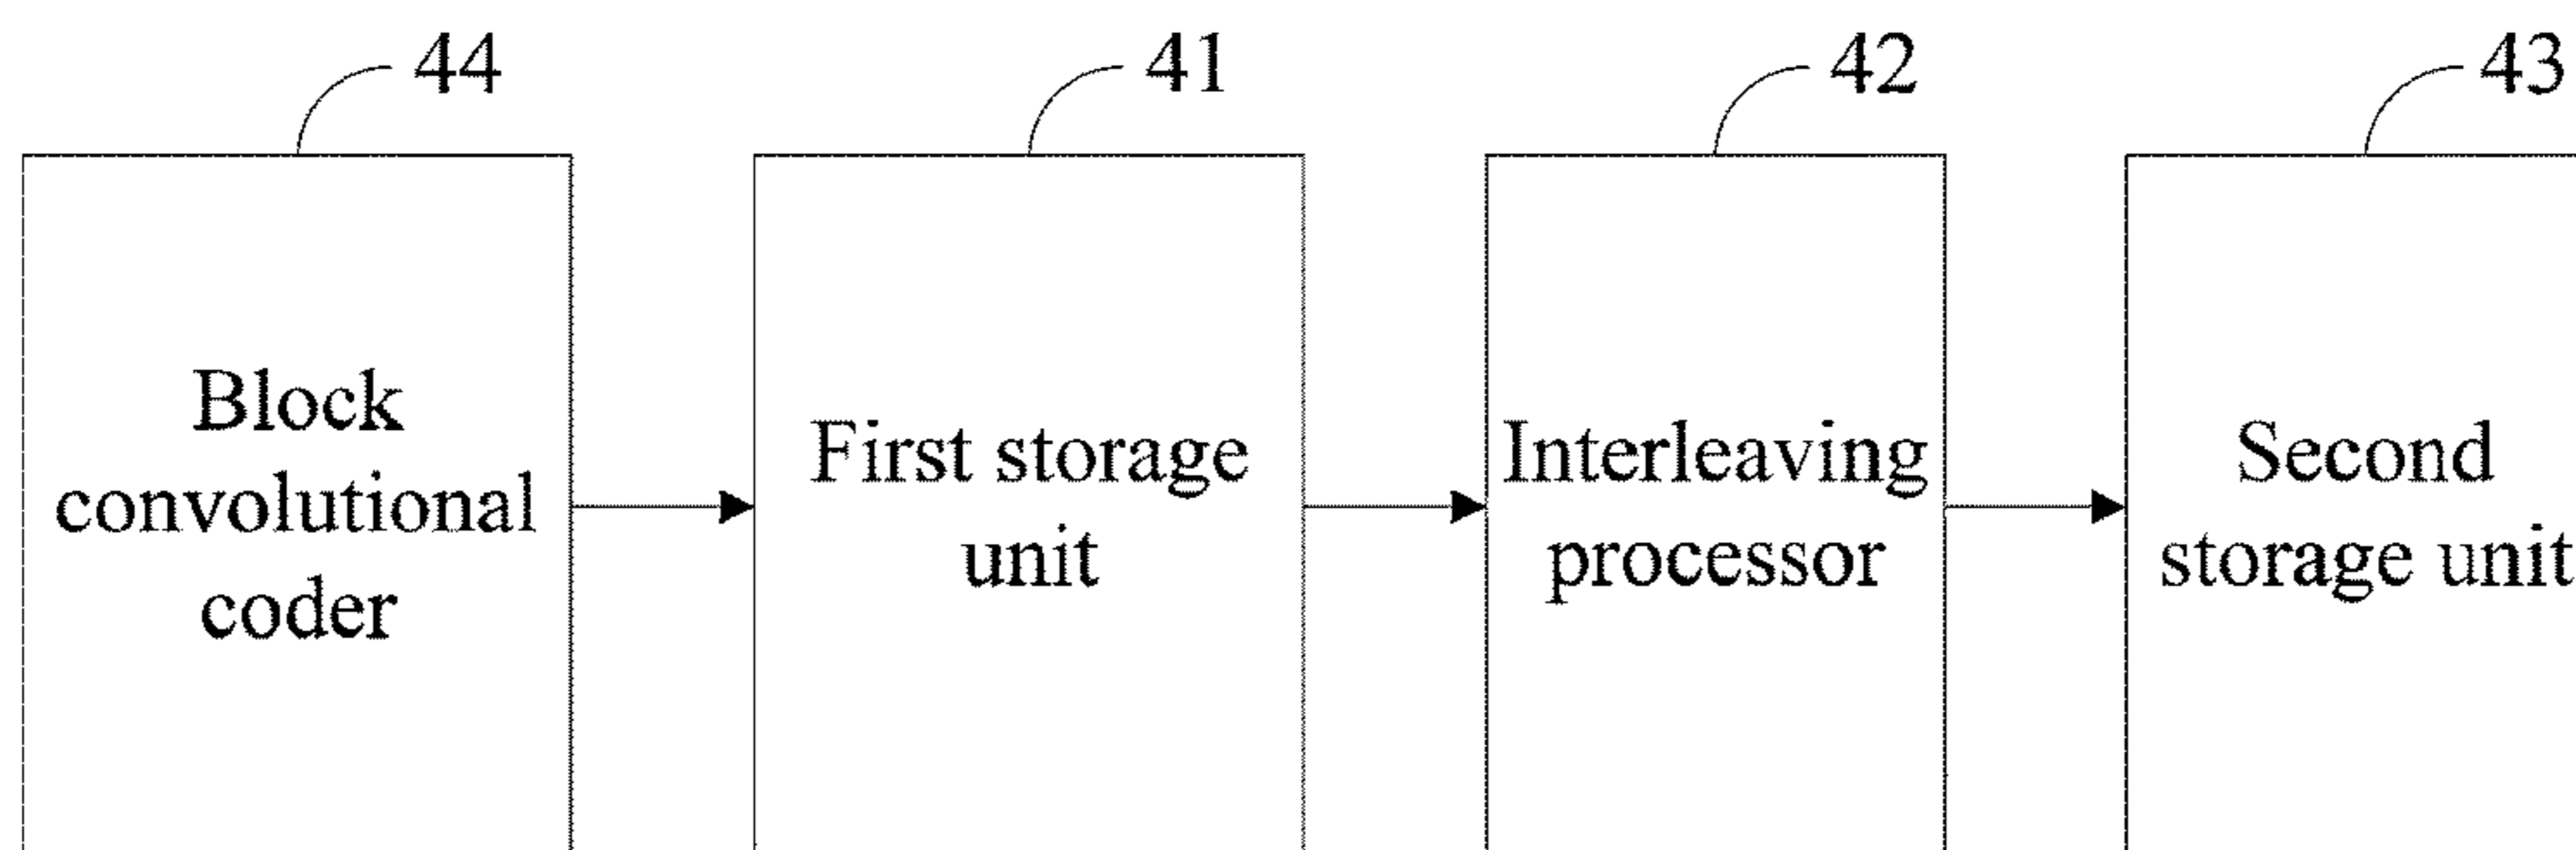 44
41
42
43
Block
convolutional
coder
First storage
unit
Interleaving
processor
Second
storage unit